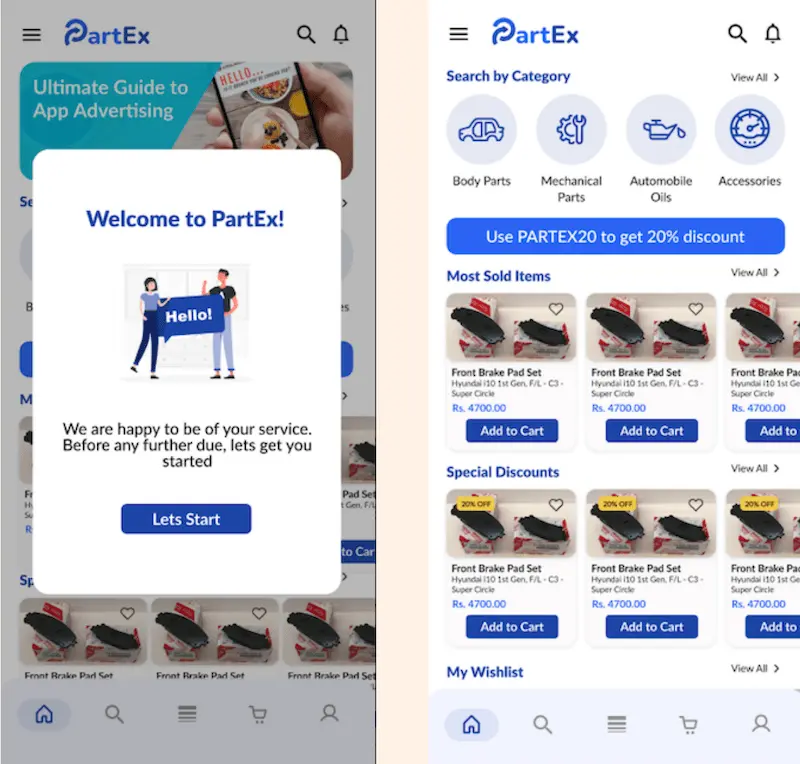 PartEx
Ultimate Guide to
App Advertising
HELLO...
Se
Welcome to PartEx!
Hello!
B
es
M
We are happy to be of your service.
Before any further due, lets get you
started
Lets Start
Pad Set
Gen, F/L
to Car
Sp
Front Brake Pad Set
Front Brake Pad Set
Front Brake Pad Set
PartEx
Search by Category
View All >
Body Parts
Mechanical
Parts
Automobile
Oils
Accessories
Use PARTEX20 to get 20% discount
Most Sold Items
View All >
Front Brake Pad Set
Hyundai i10 1st Gen, F/L - C3 -
Super Circle
Rs. 4700.00
Add to Cart
Front Brake Pad Set
Hyundai i10 1st Gen, F/L - C3 -
Super Circle
Rs. 4700.00
Add to Cart
Front Brake Pad
Hyundai i10 1st Gen
Super Circle
Rs. 4700.00
Add to
Special Discounts
View All >
20% OFF
Front Brake Pad Set
Hyundai i10 1st Gen, F/L - C3 -
Super Circle
Rs. 4700.00
Add to Cart
20% OFF
Front Brake Pad Set
Hyundai i10 1st Gen, F/L - C3 -
Super Circle
Rs. 4700.00
Add to Cart
20% OFF
Front Brake Pad
Hyundai i10 1st Gen
Super Circle
Rs. 4700.00
Add to
My Wishlist
View All >